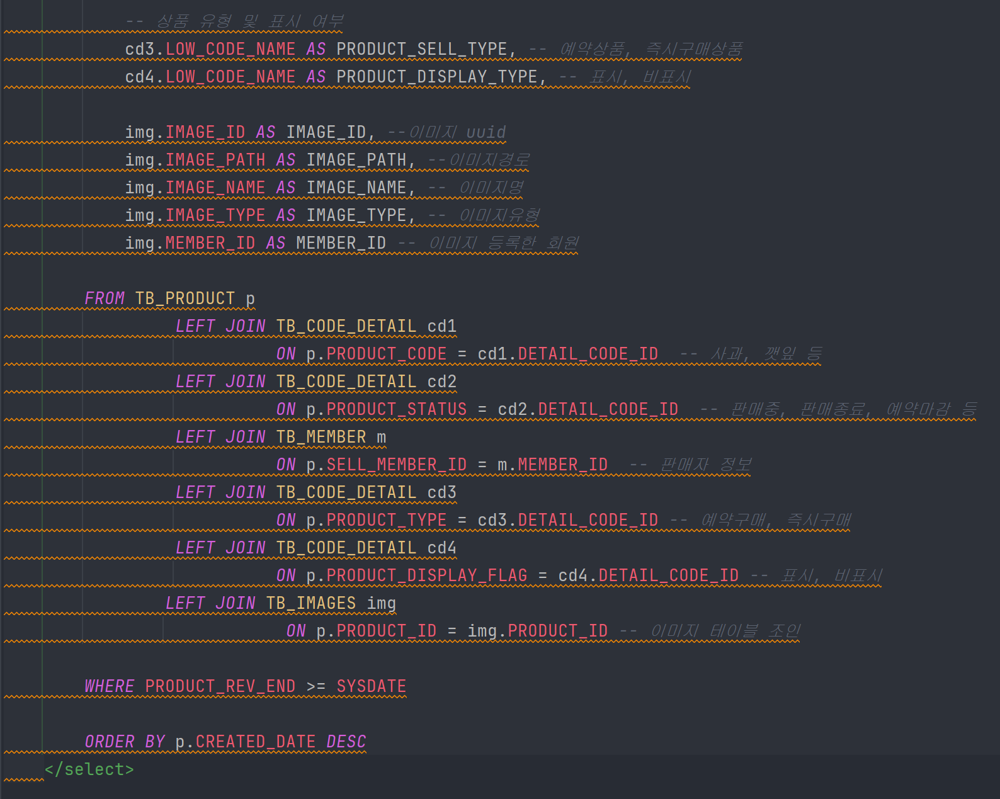 -- 상품 유형 및 표시 여부
cd3.LOW_CODE_NAME AS PRODUCT_SELL_TYPE, -- 예약상품, 즉시구매상품
cd4.LOW_CODE_NAME AS PRODUCT_DISPLAY_TYPE, -- 표시, 비표시
img.IMAGE_ID AS IMAGE_ID, --이미지 uuid
img.IMAGE_PATH AS IMAGE_PATH, --이미지경로
img.IMAGE_NAME AS IMAGE_NAME, -- 이미지명
img.IMAGE_TYPE AS IMAGE_TYPE, -- 이미지유형
img.MEMBER_ID AS MEMBER_ID -- 이미지 등록한 회원
FROM TB_PRODUCT p
LEFT JOIN TB_CODE_DETAIL cd1
ON p.PRODUCT_CODE = cd1.DETAIL_CODE_ID -- 사과, 깻잎 등
LEFT JOIN TB_CODE_DETAIL cd2
ON p.PRODUCT_STATUS = cd2.DETAIL_CODE_ID -- 판매중, 판매종료, 예약마감 등
LEFT JOIN TB_MEMBER m
ON p.SELL_MEMBER_ID = m.MEMBER_ID -- 판매자 정보
LEFT JOIN TB_CODE_DETAIL cd3
ON p.PRODUCT_TYPE = cd3.DETAIL_CODE_ID -- 예약구매, 즉시구매
LEFT JOIN TB_CODE_DETAIL cd4
ON p.PRODUCT_DISPLAY_FLAG = cd4.DETAIL_CODE_ID -- 표시, 비표시
LEFT JOIN TB_IMAGES img
ON p.PRODUCT_ID = img.PRODUCT_ID -- 이미지 테이블 조인
WHERE PRODUCT_REV_END >= SYSDATE
ORDER BY p.CREATED_DATE DESC
</select>